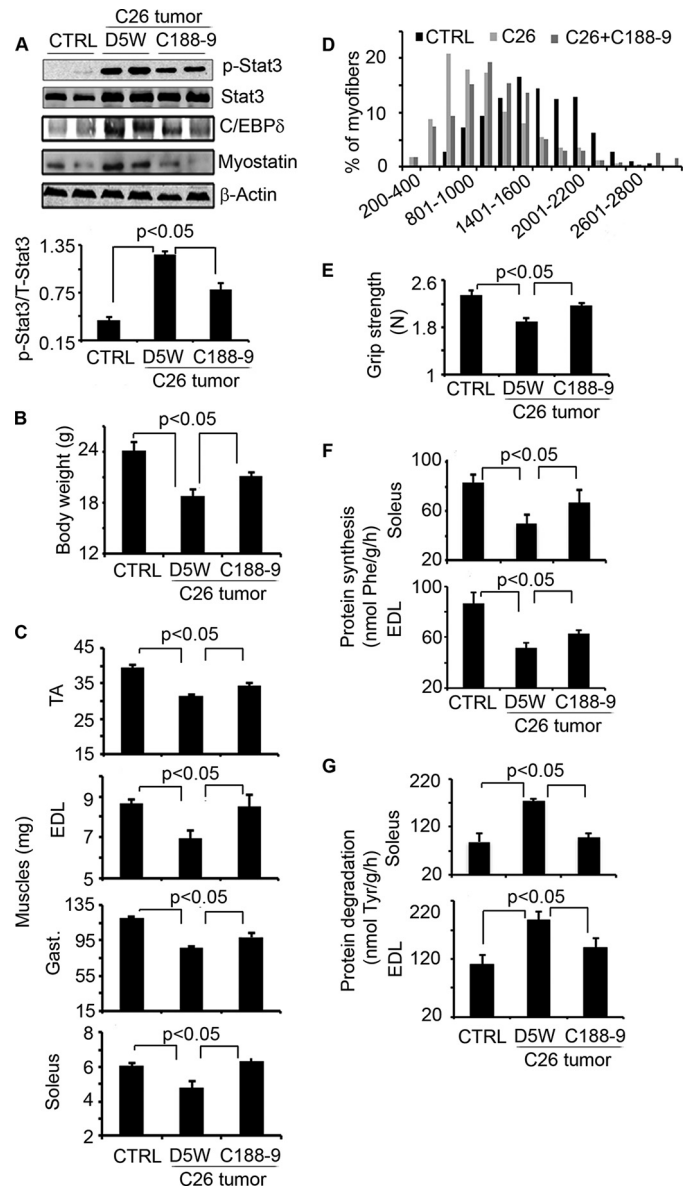 A
C26 tumor
CTRL D5W C188-9
p-Stat3
Stat3
C/EBPδ
Myostatin
β-Actin
p<0.05
p-Stat3/T-Stat3
1.35
0.75
0.15
CTRL D5W C188-9
C26 tumor
B
p<0.05
Body weight (g)
24
18
12
CTRL D5W C188-9
C26 tumor
C
Muscles (mg)
p<0.05
TA
45
35
25
15
p<0.05
EDL
9
7
5
p<0.05
Gast.
135
95
55
15
p<0.05
Soleus
8
6
4
2
CTRL D5W C188-9
C26 tumor
D
CTRL C26 C26+C188-9
% of myofibers
20
10
0
200-400
801-1000
1401-1600
2001-2200
2601-2800
E
p<0.05
Grip strength
(N)
2.6
1.8
1
CTRL D5W C188-9
C26 tumor
F
Protein synthesis
(nmol Phe/g/h)
p<0.05
Soleus
100
60
20
p<0.05
EDL
100
60
20
CTRL D5W C188-9
C26 tumor
G
Protein degradation
(nmol Tyr/g/h)
p<0.05
Soleus
220
120
20
p<0.05
EDL
220
120
20
CTRL D5W C188-9
C26 tumor